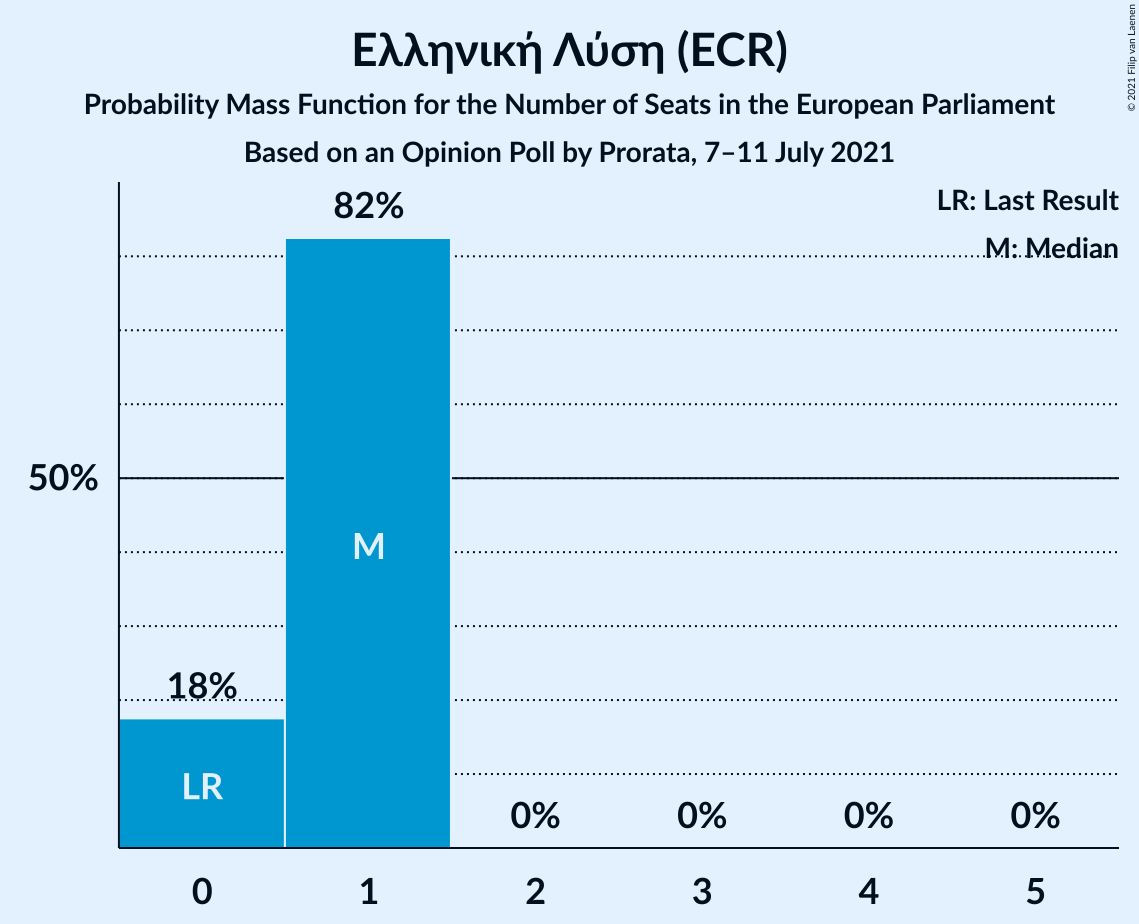 Ελληνική Λύση (ECR)
Probability Mass Function for the Number of Seats in the European Parliament
Based on an Opinion Poll by Prorata, 7–11 July 2021
© 2021 Filip van Laenen
LR: Last Result
M: Median
82%
50%
M
18%
LR
0% 0% 0% 0%
0 1 2 3 4 5